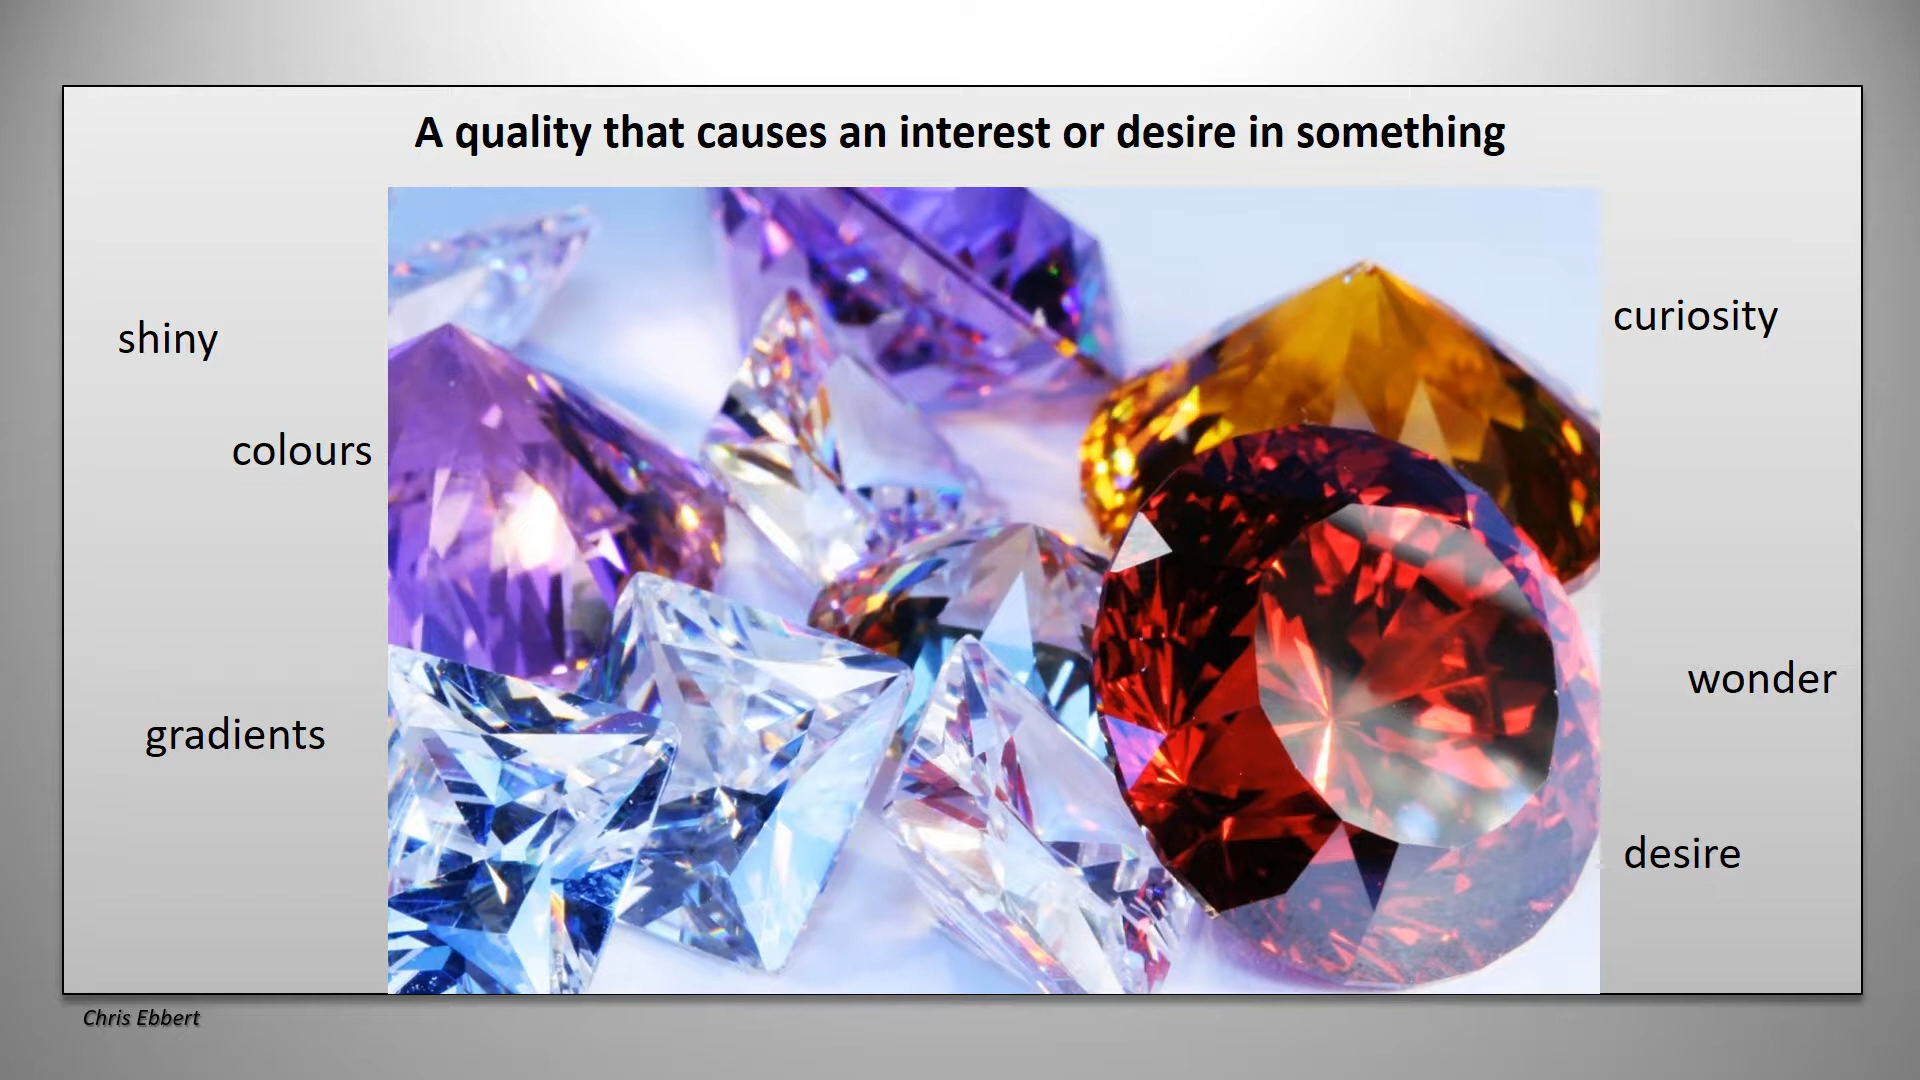 A quality that causes an interest or desire in something
shiny
colours
gradients
curiosity
wonder
desire
Chris Ebbert